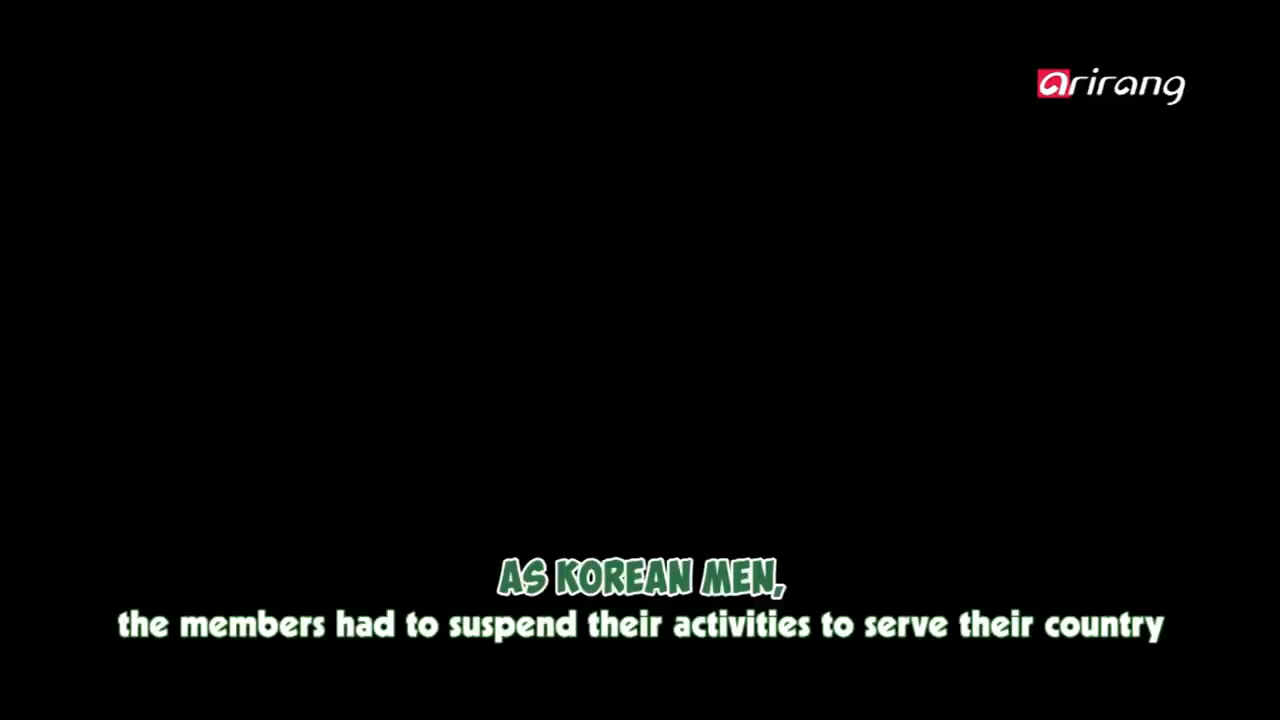 arirang
AS KOREAN MEN,
the members had to suspend their activities to serve their country